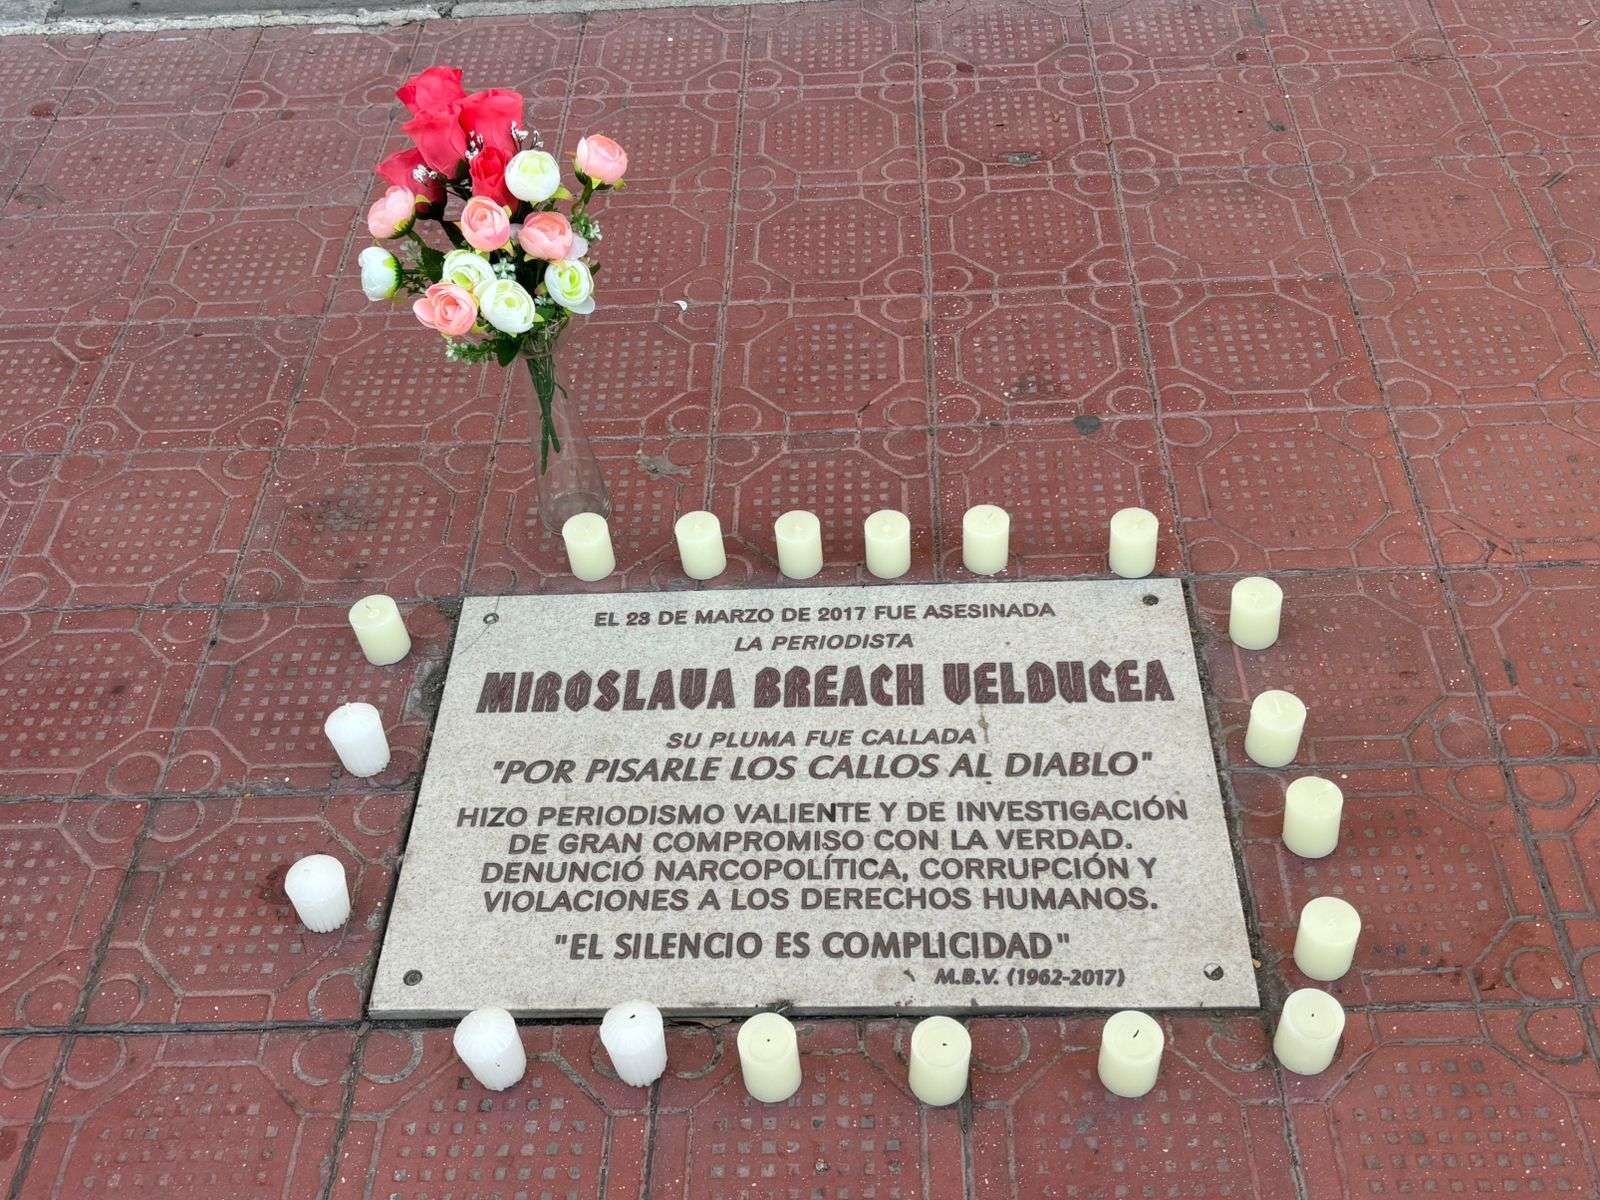 EL 23 DE MARZO DE 2017 FUE ASESINADA
LA PERIODISTA
MIROSLAVA BREACH VELDUCEA
SU PLUMA FUE CALLADA
"POR PISARLE LOS CALLOS AL DIABLO"
HIZO PERIODISMO VALIENTE Y DE INVESTIGACIÓN
DE GRAN COMPROMISO CON LA VERDAD.
DENUNCIÓ NARCOPOLÍTICA, CORRUPCIÓN Y
VIOLACIONES A LOS DERECHOS HUMANOS.
"EL SILENCIO ES COMPLICIDAD"
M.B.V. (1962-2017)